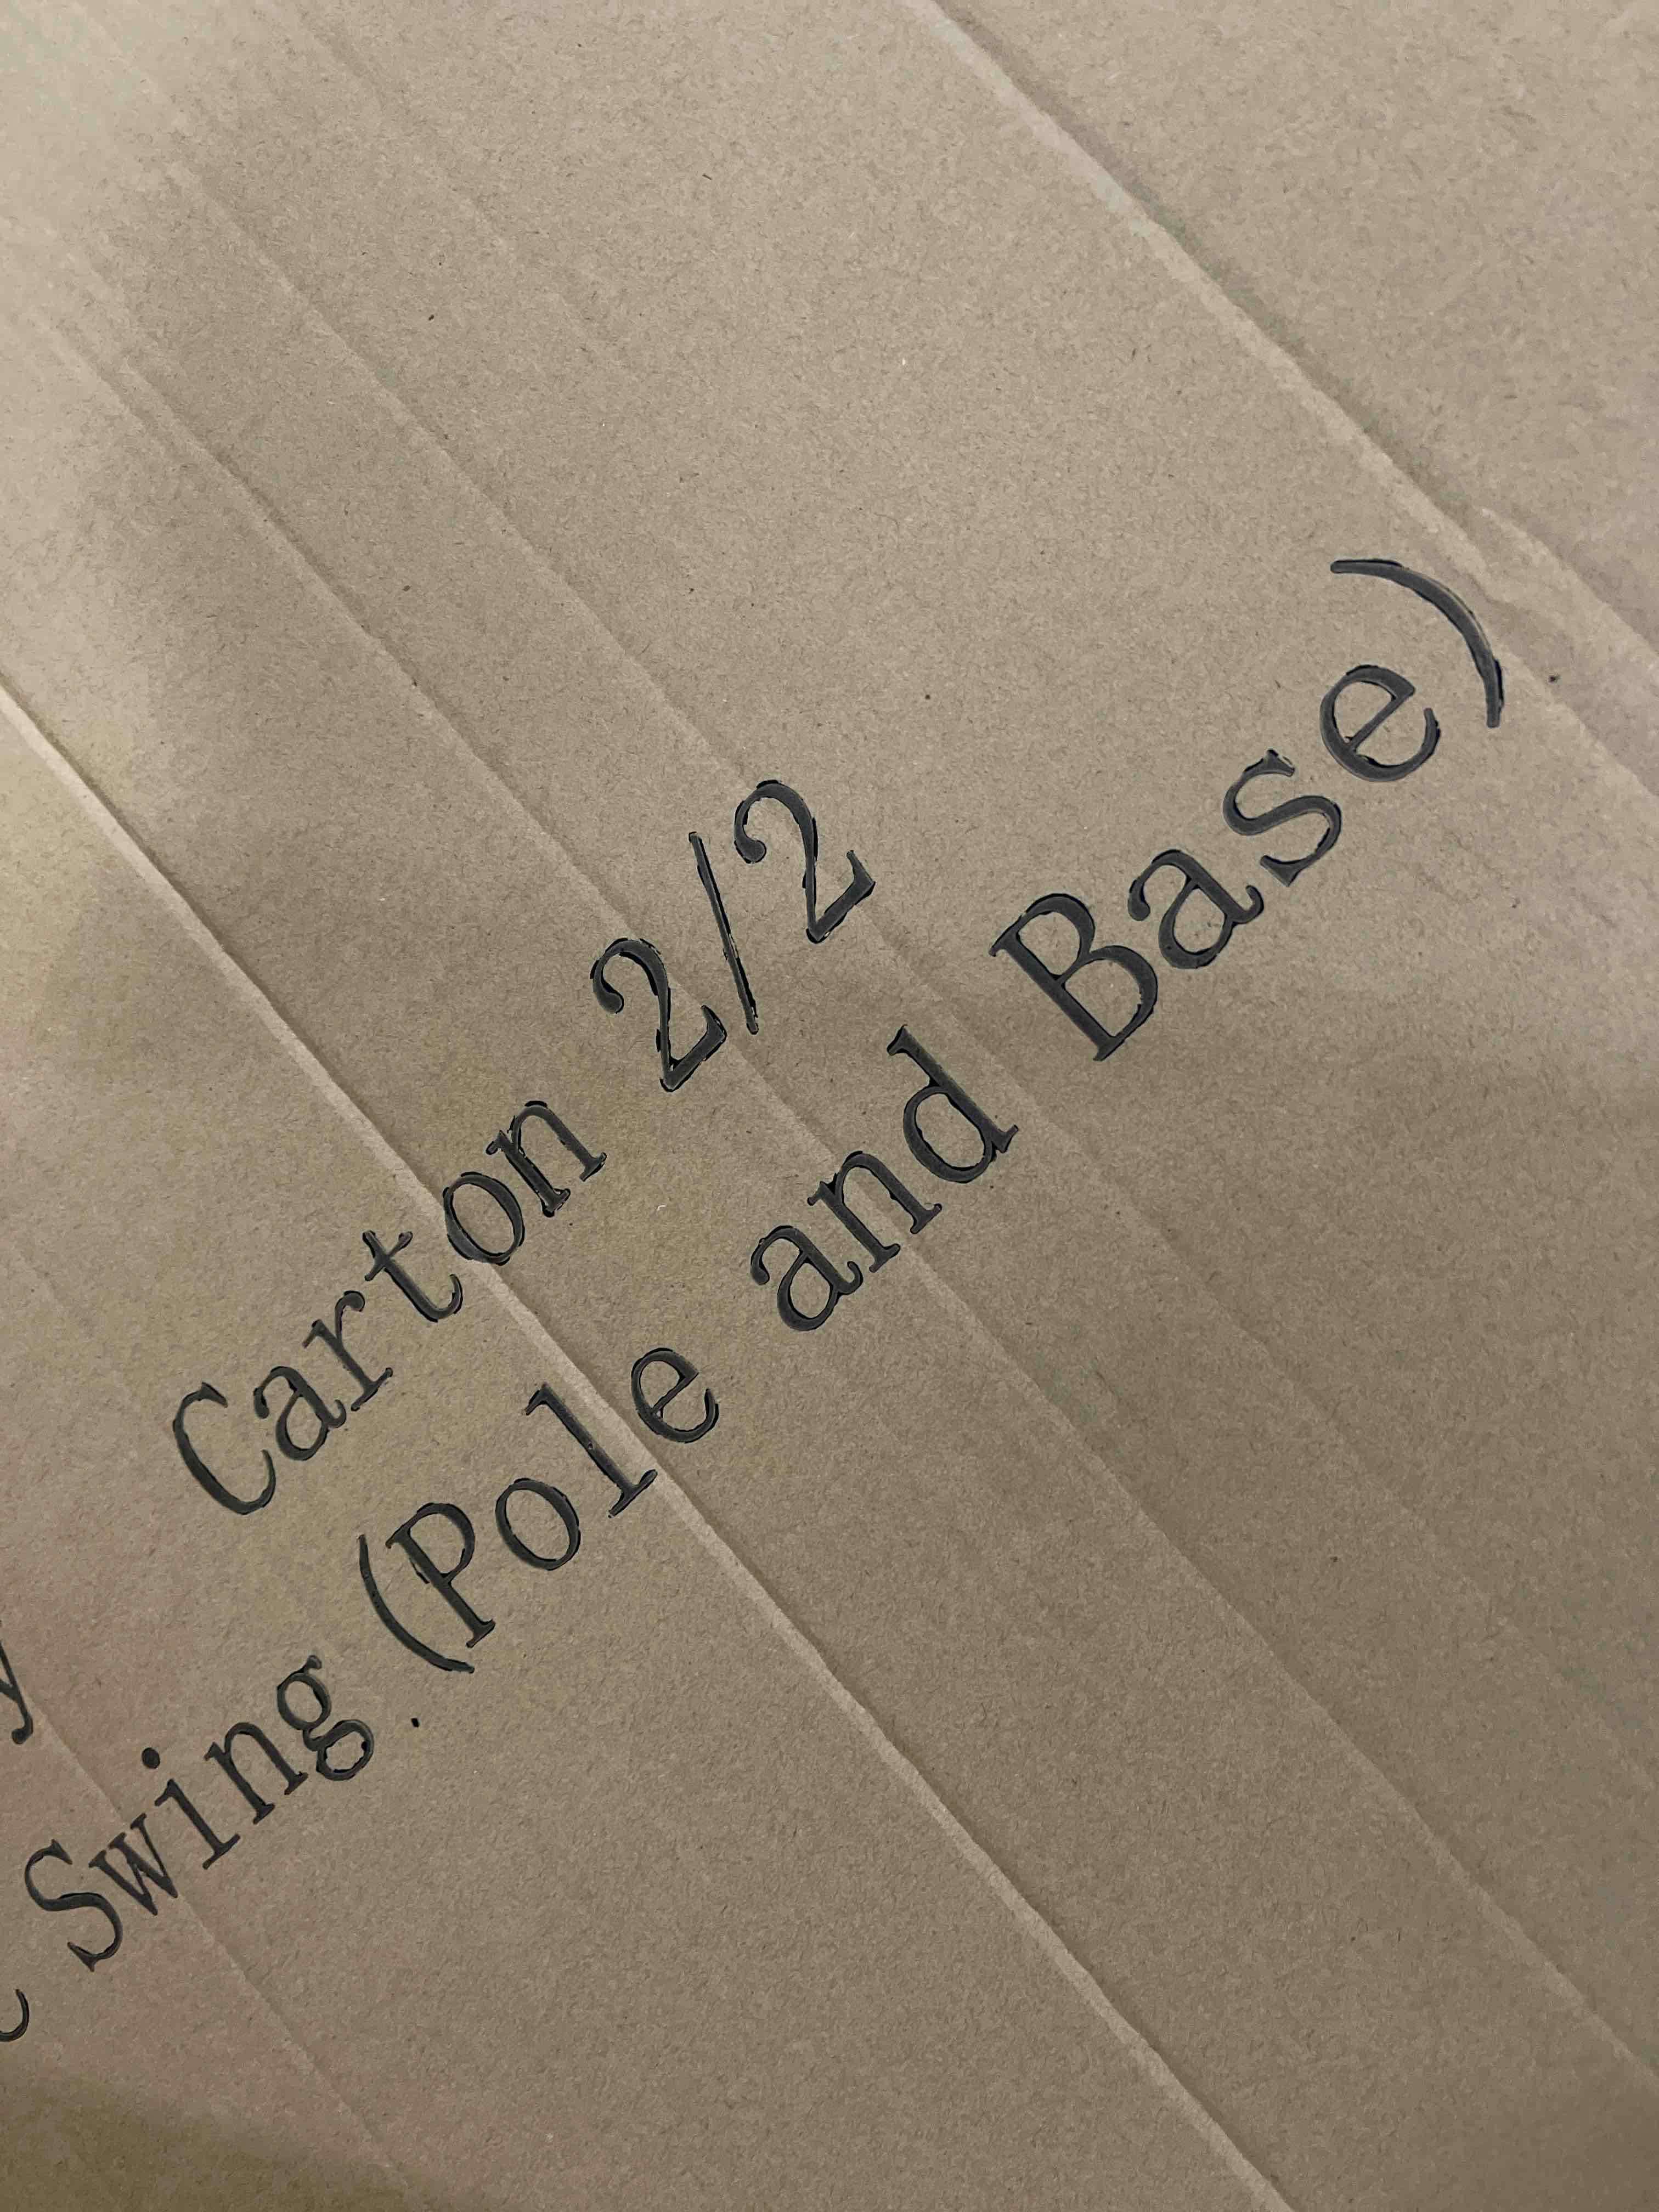 Carton 2/2
Swing (Pole and Base)